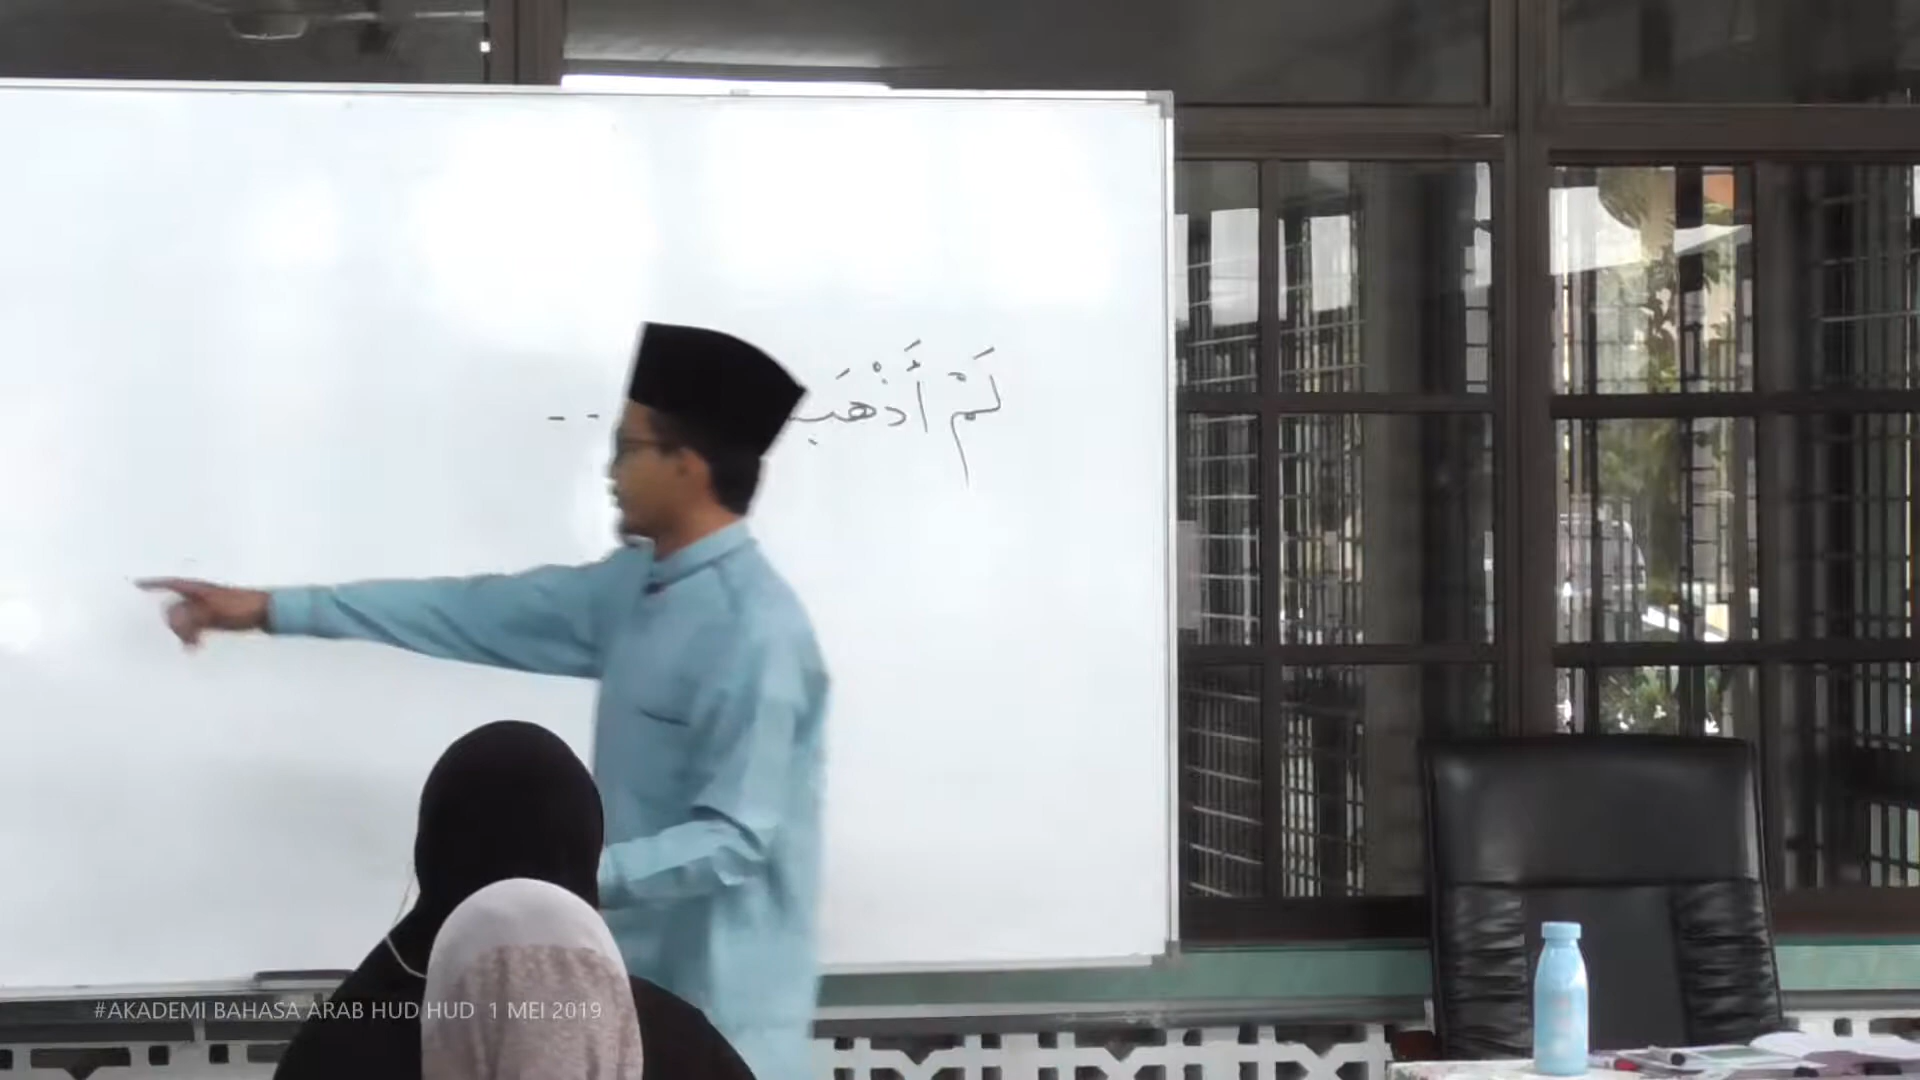 لَمْ أَذْهَب --
#AKADEMI BAHASA ARAB HUD HUD 1 MEI 2019